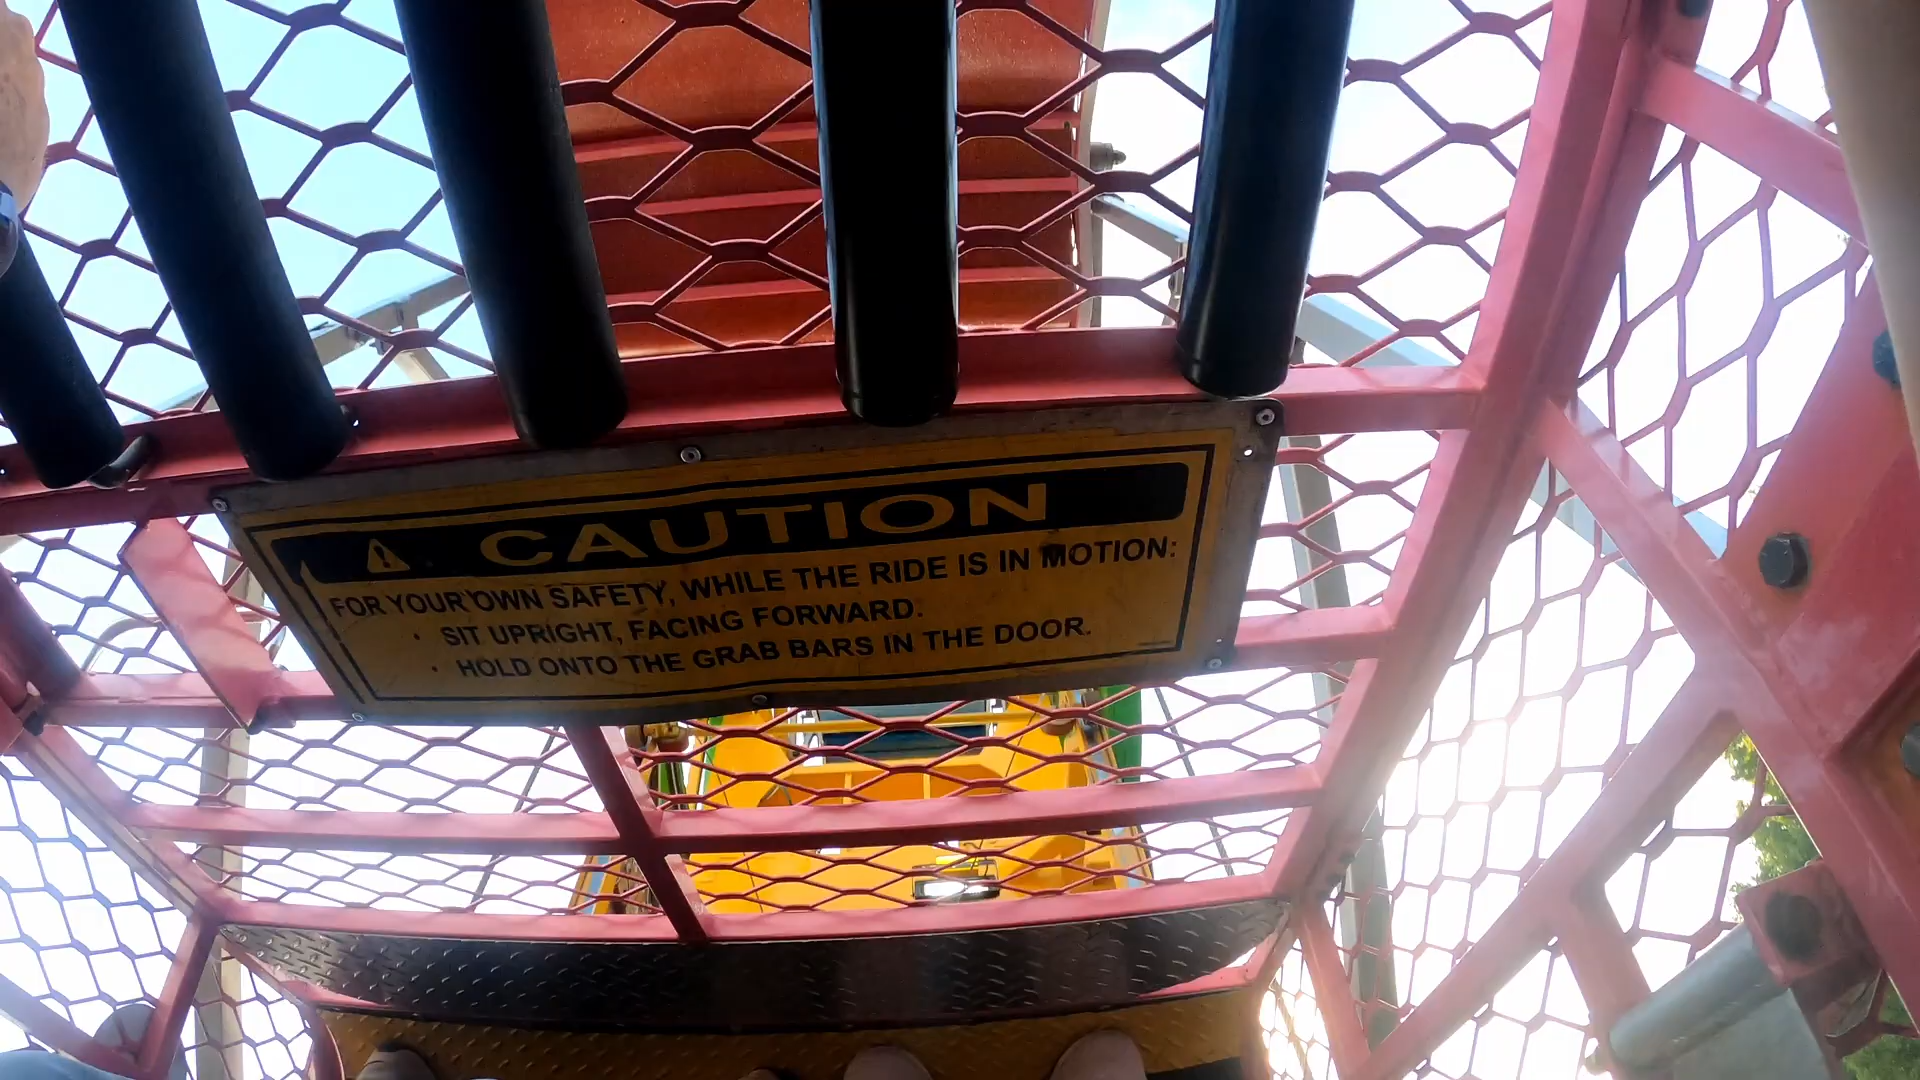 CAUTION
FOR YOUR OWN SAFETY, WHILE THE RIDE IS IN MOTION:
• SIT UPRIGHT, FACING FORWARD.
• HOLD ONTO THE GRAB BARS IN THE DOOR.